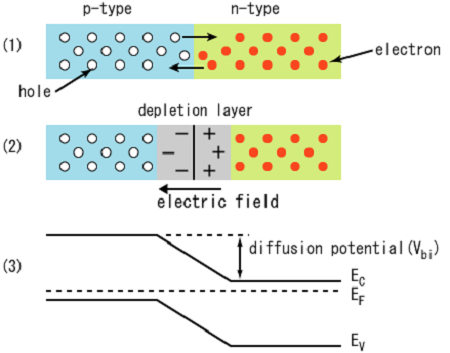 p-type
n-type
(1)
electron
hole
depletion layer
(2)
− +
− +
− +
electric field
(3)
diffusion potential(Vbi)
EC
EF
EV